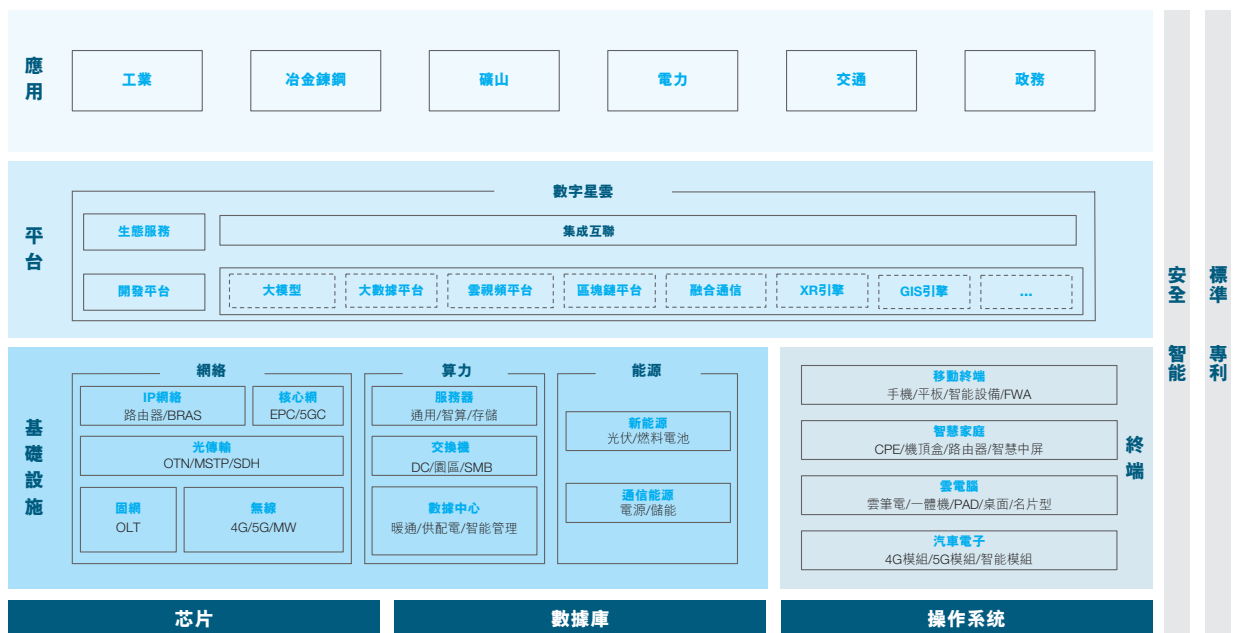 應用
工業
冶金鍊鋼
礦山
電力
交通
政務
平台
數字星雲
生態服務
集成互聯
開發平台
大模型
大數據平台
雲視頻平台
區塊鏈平台
融合通信
XR引擎
GIS引擎
...
基礎設施
網絡
IP網絡
路由器/BRAS
核心網
EPC/5GC
光傳輸
OTN/MSTP/SDH
固網
OLT
無線
4G/5G/MW
算力
服務器
通用/智算/存儲
交換機
DC/園區/SMB
數據中心
暖通/供配電/智能管理
能源
新能源
光伏/燃料電池
通信能源
電源/儲能
移動終端
手機/平板/智能設備/FWA
智慧家庭
CPE/機頂盒/路由器/智慧中屏
雲電腦
雲筆電/一體機/PAD/桌面/名片型
汽車電子
4G模組/5G模組/智能模組
終端
安全
智能
標準
專利
芯片
數據庫
操作系统